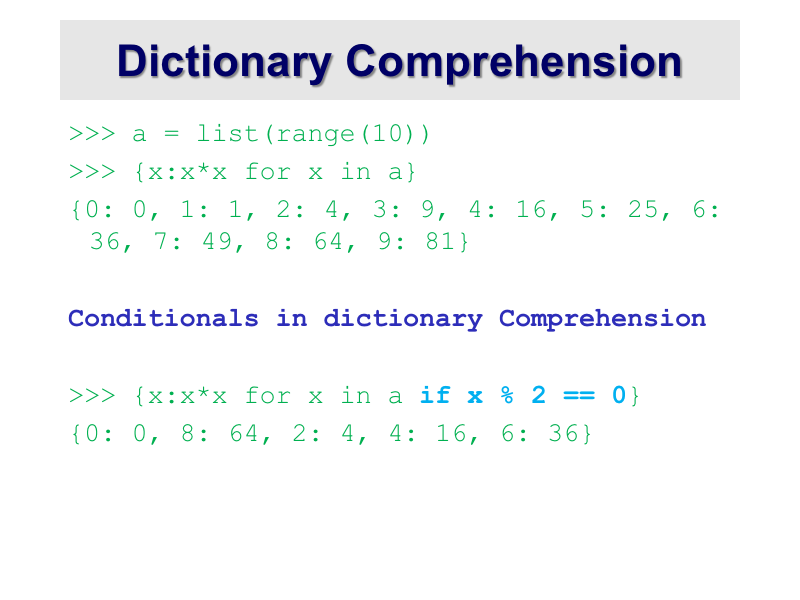 Dictionary Comprehension
>>> a = list(range(10))
>>> {x:x*x for x in a}
{0: 0, 1: 1, 2: 4, 3: 9, 4: 16, 5: 25, 6:
36, 7: 49, 8: 64, 9: 81}
Conditionals in dictionary Comprehension
>>> {x:x*x for x in a if x % 2 == 0}
{0: 0, 8: 64, 2: 4, 4: 16, 6: 36}